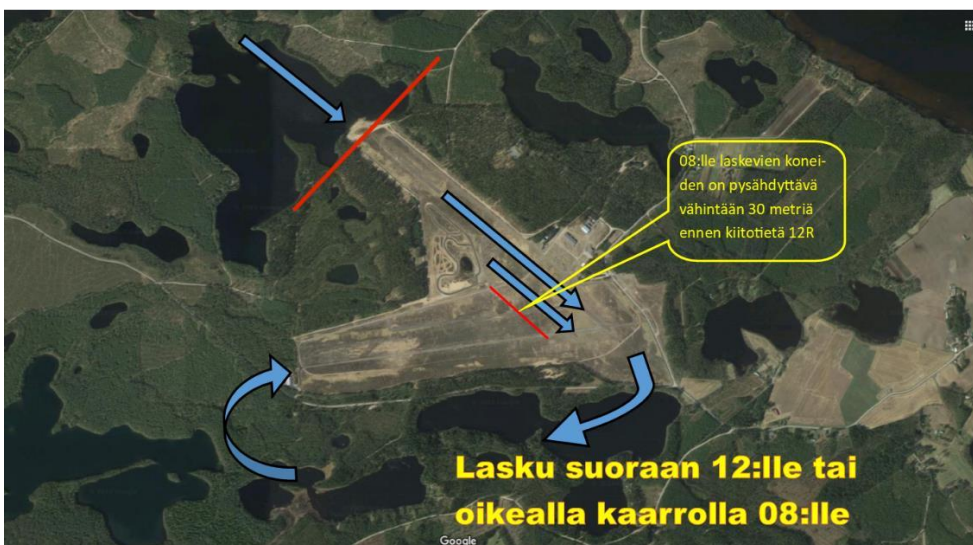 08:lle laskevien konei-
den on pysähdyttävä
vähintään 30 metriä
ennen kiitotietä 12R
Lasku suoraan 12:lle tai
oikealla kaarrolla 08:lle
Google